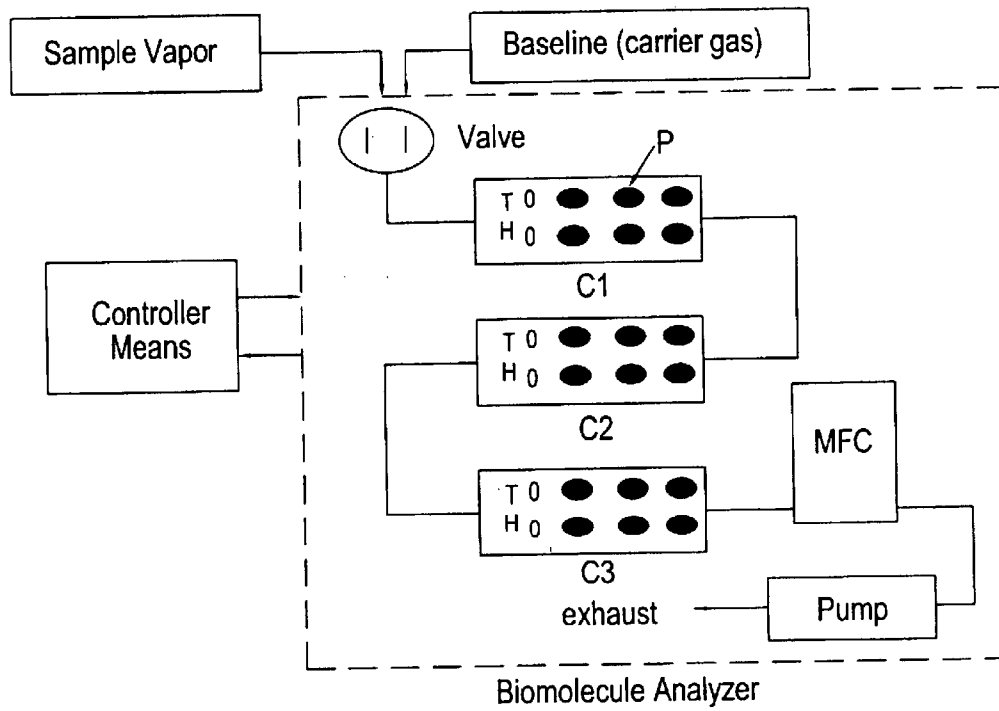 Sample Vapor
Baseline (carrier gas)
Valve
P
T 0
H 0
C1
Controller
Means
T 0
H 0
C2
MFC
T 0
H 0
C3
exhaust
Pump
Biomolecule Analyzer